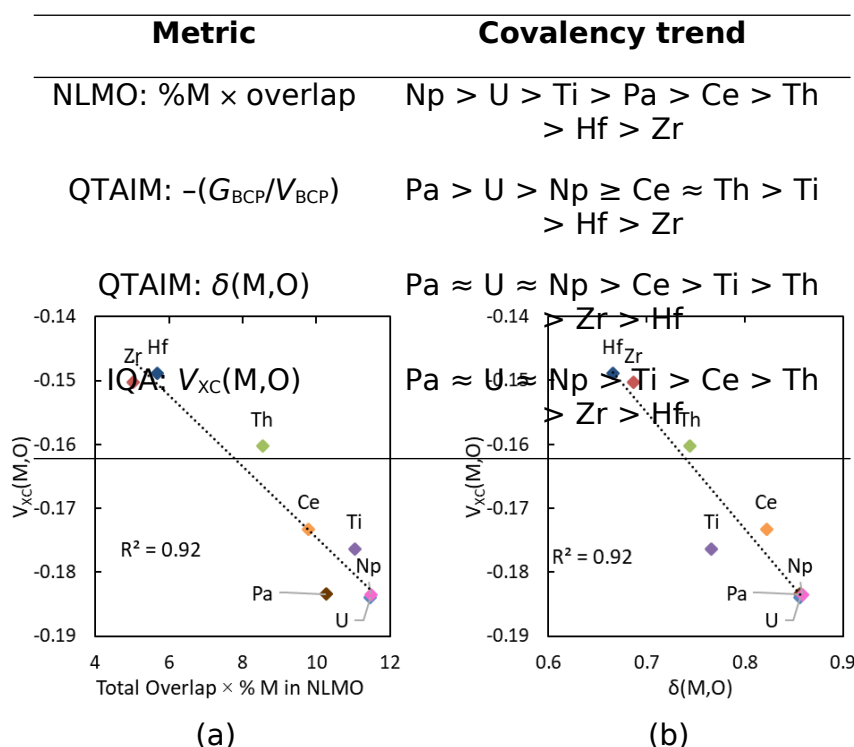 Metric Covalency trend
NLMO: %M × overlap Np > U > Ti > Pa > Ce > Th
> Hf > Zr
QTAIM: –(G_BCP/V_BCP) Pa > U > Np ≥ Ce ≈ Th > Ti
> Hf > Zr
QTAIM: δ(M,O) Pa ≈ U ≈ Np > Ce > Ti > Th
> Zr > Hf
IQA: V_XC(M,O) Pa ≈ U ≈ Np > Ti > Ce > Th
> Zr > Hf
V_XC(M,O)
-0.14
-0.15
-0.16
-0.17
-0.18
-0.19
Zr
Hf
Th
Ce
Ti
Np
Pa
U
R² = 0.92
4 6 8 10 12
Total Overlap × % M in NLMO
(a)
V_XC(M,O)
-0.14
-0.15
-0.16
-0.17
-0.18
-0.19
Hf
Zr
Th
Ce
Ti
Np
Pa
U
R² = 0.92
0.6 0.7 0.8 0.9
δ(M,O)
(b)